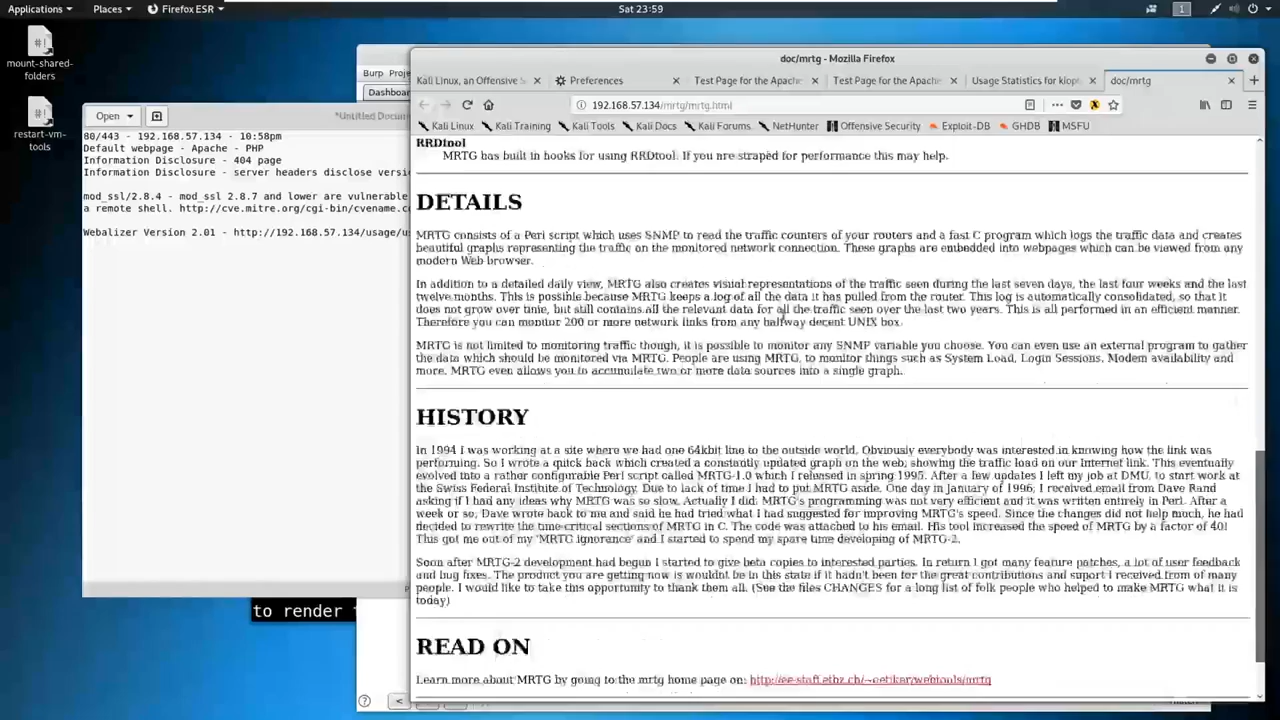 Applications Places Firefox ESR Sat 23:59 1
mount-shared-folders
restart-vm-tools
Burp Proje
Dashboar
Open *Untitled Docum
80/443 - 192.168.57.134 - 10:58pm
Default webpage - Apache - PHP
Information Disclosure - 404 page
Information Disclosure - server headers disclose versi
mod_ssl/2.8.4 - mod_ssl 2.8.7 and lower are vulnerable
a remote shell. http://cve.mitre.org/cgi-bin/cvename.c
Webalizer Version 2.01 - http://192.168.57.134/usage/us
to render
doc/mrtg - Mozilla Firefox
Kali Linux, an Offensive S Preferences Test Page for the Apache Test Page for the Apache Usage Statistics for kiop doc/mrtg
192.168.57.134/mrtg/mrtg.html
Kali Linux Kali Training Kali Tools Kali Docs Kali Forums NetHunter Offensive Security Exploit-DB GHDB MSFU
RRDtool
MRTG has built in hooks for using RRDtool. If you are straped for performance this may help.
DETAILS
MRTG consists of a Perl script which uses SNMP to read the traffic counters of your routers and a fast C program which logs the traffic data and creates
beautiful graphs representing the traffic on the monitored network connection. These graphs are embedded into webpages which can be viewed from any
modern Web-browser.
In addition to a detailed daily view, MRTG also creates visual representations of the traffic seen during the last seven days, the last four weeks and the last
twelve months. This is possible because MRTG keeps a log of all the data it has pulled from the router. This log is automatically consolidated, so that it
does not grow over time, but still contains all the relevant data for all the traffic seen over the last two years. This is all performed in an efficient manner.
Therefore you can monitor 200 or more network links from any halfway decent UNIX box.
MRTG is not limited to monitoring traffic though, it is possible to monitor any SNMP variable you choose. You can even use an external program to gather
the data which should be monitored via MRTG. People are using MRTG, to monitor things such as System Load, Login Sessions, Modem availability and
more. MRTG even allows you to accumulate two or more data sources into a single graph.
HISTORY
In 1994 I was working at a site where we had one 64kbit line to the outside world. Obviously everybody was interested in knowing how the link was
performing. So I wrote a quick hack which created a constantly updated graph on the web, showing the traffic load on our Internet link. This eventually
evolved into a rather configurable Perl script called MRTG-1.0 which I released in spring 1995. After a few updates I left my job at DMU, to start work at
the Swiss Federal Institute of Technology. Due to lack of time I had to put MRTG aside. One day in January of 1996, I received email from Dave Rand
asking if I had any ideas why MRTG was so slow. Actually I did. MRTG's programming was not very efficient and it was written entirely in Perl. After a
week or so, Dave wrote back to me and said he had tried what I had suggested for improving MRTG's speed. Since the changes did not help much, he had
decided to rewrite the time-critical sections of MRTG in C. The code was attached to his email. His tool increased the speed of MRTG by a factor of 40!
This got me out of my 'MRTG ignorance' and I started to spend my spare time developing of MRTG-2.
Soon after MRTG-2 development had begun I started to give beta copies to interested parties. In return I got many feature patches, a lot of user feedback
and bug fixes. The product you are getting now is wouldnt be in this state if it hadn't been for the great contributions and suport I received from of many
people. I would like to take this opportunity to thank them all. (See the files CHANGES for a long list of folk people who helped to make MRTG what it is
today)
READ ON
Learn more about MRTG by going to the mrtg home page on: http://ee-staff.ethz.ch/~oetiker/webtools/mrtg